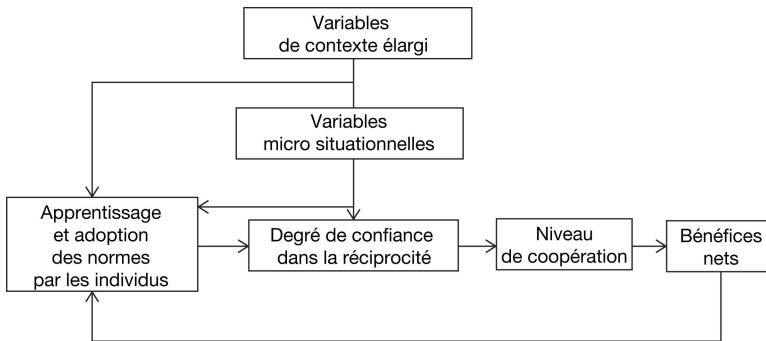 Variables
de contexte élargi
Variables
micro situationnelles
Apprentissage
et adoption
des normes
par les individus
Degré de confiance
dans la réciprocité
Niveau
de coopération
Bénéfices
nets